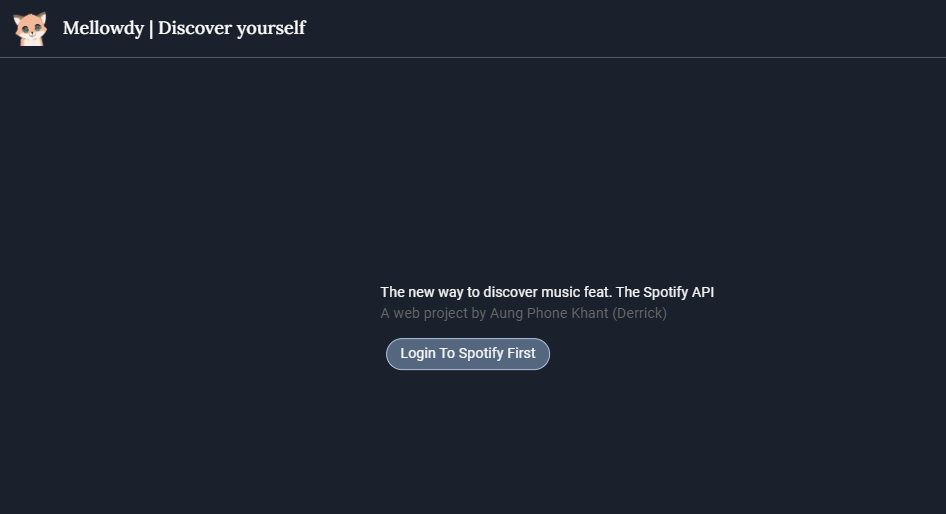 Mellowdy | Discover yourself
The new way to discover music feat. The Spotify API
A web project by Aung Phone Khant (Derrick)
Login To Spotify First